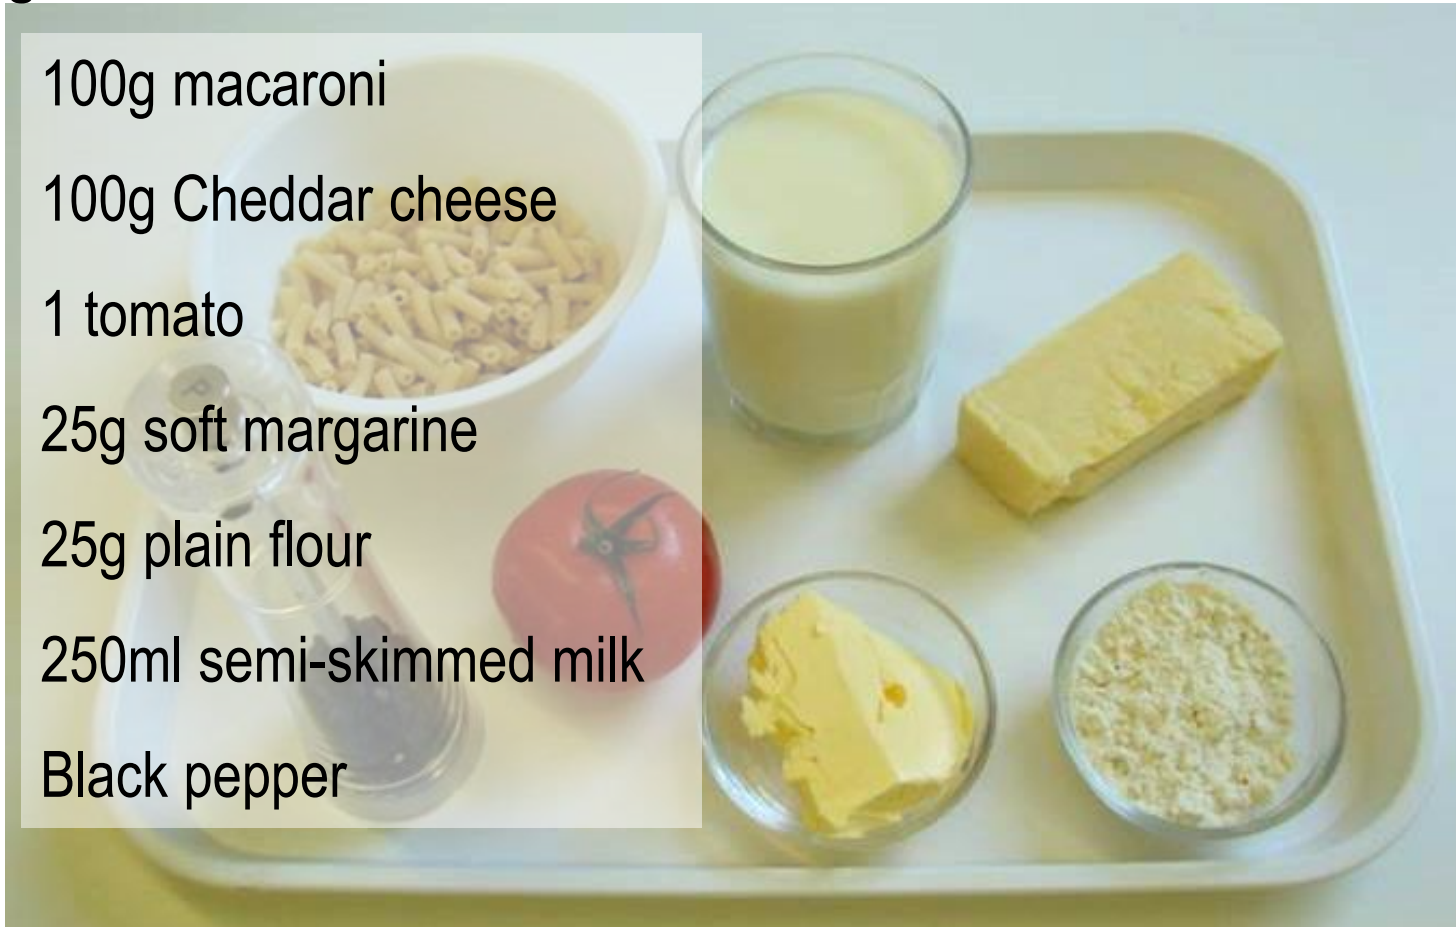 100g macaroni
100g Cheddar cheese
1 tomato
25g soft margarine
25g plain flour
250ml semi-skimmed milk
Black pepper